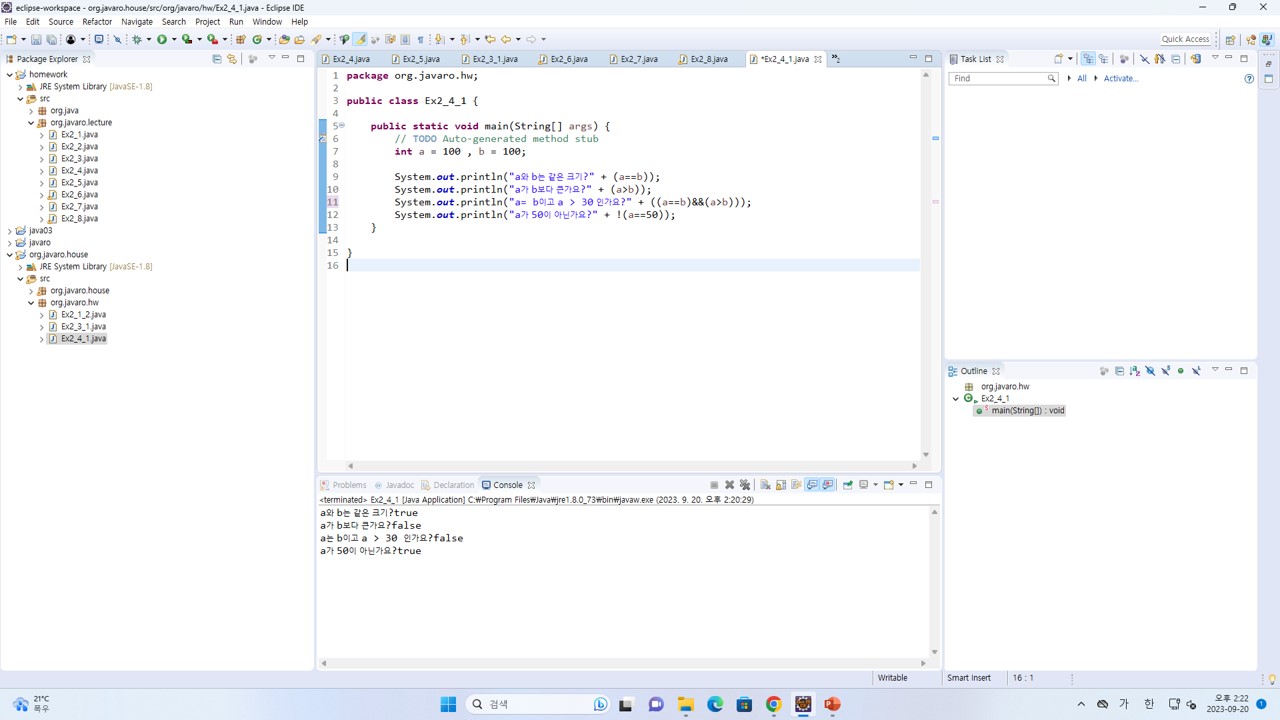 eclipse-workspace - org.javaro.house/src/org/javaro/hw/Ex2_4_1.java - Eclipse IDE
File Edit Source Refactor Navigate Search Project Run Window Help
Quick Access
Package Explorer
homework
JRE System Library [JavaSE-1.8]
src
org.java
org.javaro.lecture
Ex2_1.java
Ex2_2.java
Ex2_3.java
Ex2_4.java
Ex2_5.java
Ex2_6.java
Ex2_7.java
Ex2_8.java
java03
javaro
org.javaro.house
JRE System Library [JavaSE-1.8]
src
org.javaro.house
org.javaro.hw
Ex2_1_2.java
Ex2_3_1.java
Ex2_4_1.java
Ex2_4.java Ex2_5.java Ex2_3_1.java Ex2_6.java Ex2_7.java Ex2_8.java *Ex2_4_1.java
1 package org.javaro.hw;
2
3 public class Ex2_4_1 {
4
5 public static void main(String[] args) {
6 // TODO Auto-generated method stub
7 int a = 100 , b = 100;
8
9 System.out.println("a와 b는 같은 크기?" + (a==b));
10 System.out.println("a가 b보다 큰가요?" + (a>b));
11 System.out.println("a= b이고 a > 30 인가요?" + ((a==b)&&(a>b)));
12 System.out.println("a가 50이 아닌가요?" + !(a==50));
13 }
14
15 }
16
Problems Javadoc Declaration Console
<terminated> Ex2_4_1 [Java Application] C:₩Program Files₩Java₩jre1.8.0_73₩bin₩javaw.exe (2023. 9. 20. 오후 2:20:29)
a와 b는 같은 크기?true
a가 b보다 큰가요?false
a는 b이고 a > 30 인가요?false
a가 50이 아닌가요?true
Task List
Find All Activate...
Outline
org.javaro.hw
Ex2_4_1
main(String[]) : void
Writable Smart Insert 16 : 1
21°C
폭우
검색
가 한
오후 2:22
2023-09-20